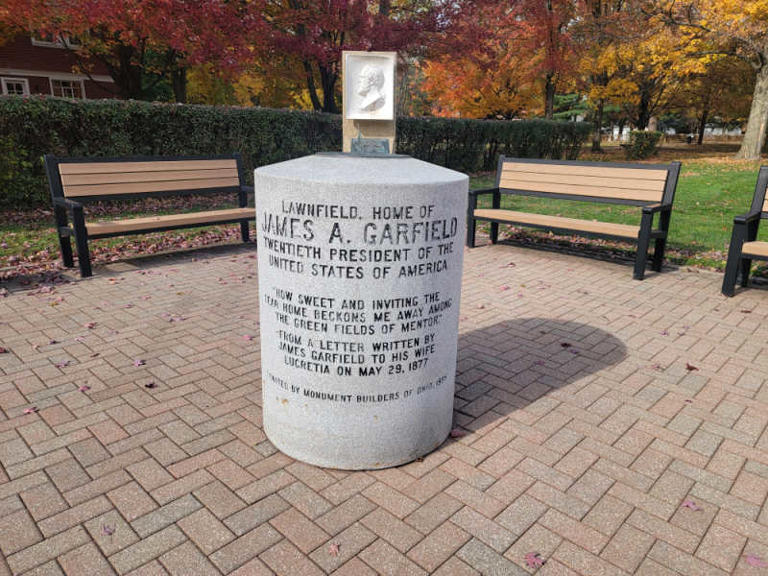 LAWNFIELD, HOME OF
JAMES A. GARFIELD
TWENTIETH PRESIDENT OF THE
UNITED STATES OF AMERICA
"HOW SWEET AND INVITING THE
DEAR HOME BECKONS ME AWAY AMONG
THE GREEN FIELDS OF MENTOR."
"FROM A LETTER WRITTEN BY
JAMES GARFIELD TO HIS WIFE
LUCRETIA ON MAY 29, 1877
BY MONUMENT BUILDERS OF OHIO,